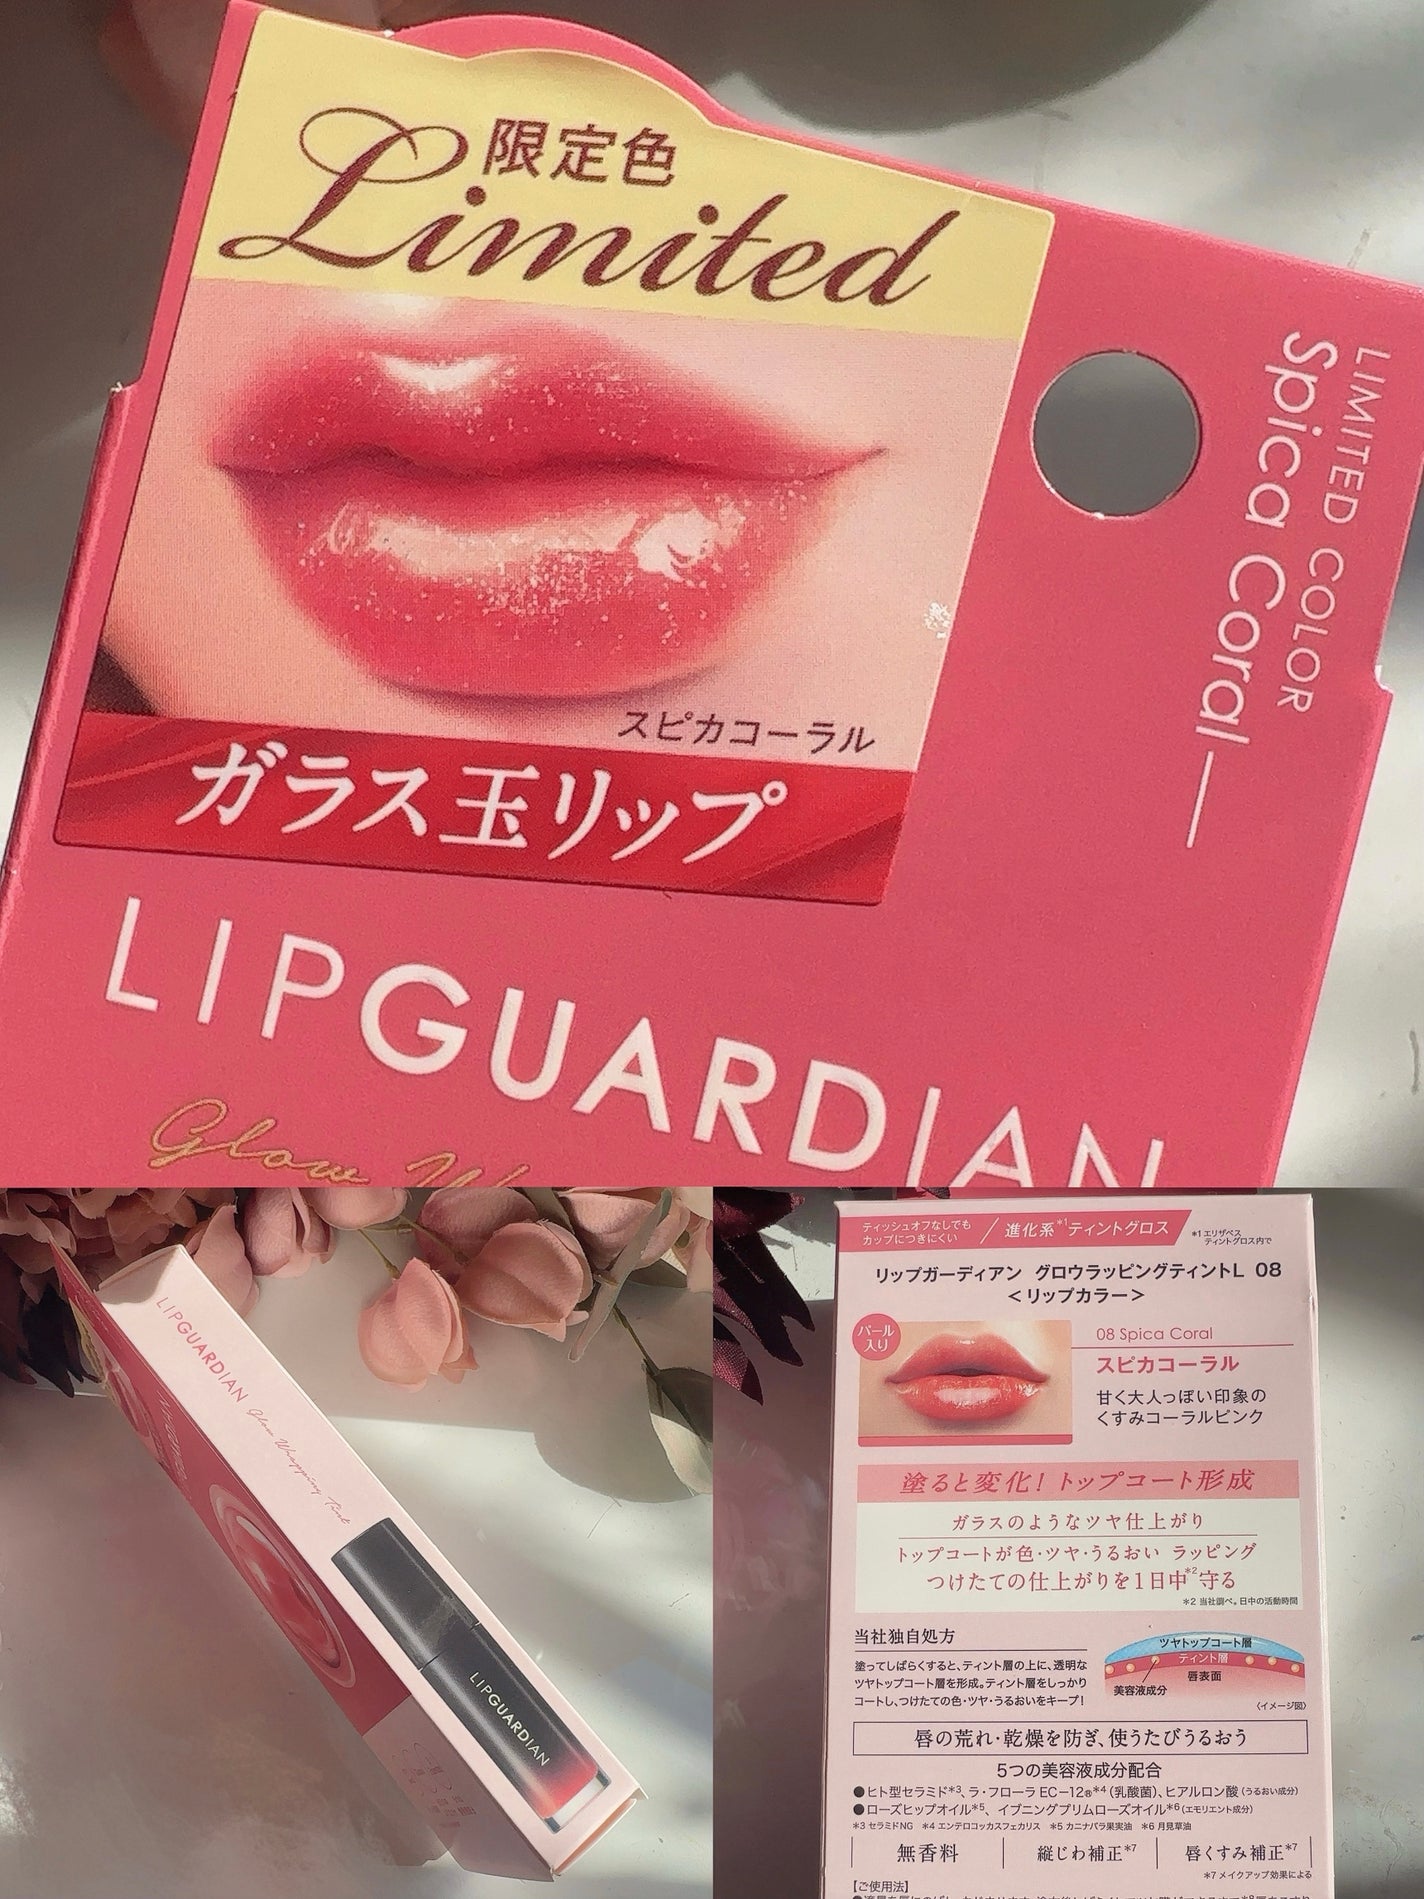 限定色
Limited
スピカコーラル
ガラス玉リップ
LIMITED COLOR
Spica Coral
LIPGUARDIAN
Glow
LIPGUARDIAN Glow Wrapping Tint
LIPGUARDIAN
ティッシュオフなしでも
カップにつきにくい
進化系*1ティントグロス
*1 エリザベス
ティントグロス内で
リップガーディアン グロウラッピングティントL 08
＜リップカラー＞
パール
入り
08 Spica Coral
スピカコーラル
甘く大人っぽい印象の
くすみコーラルピンク
塗ると変化！トップコート形成
ガラスのようなツヤ仕上がり
トップコートが色・ツヤ・うるおい ラッピング
つけたての仕上がりを1日中*2守る
*2 当社調べ。日中の活動時間
当社独自処方
塗ってしばらくすると、ティント層の上に、透明な
ツヤトップコート層を形成。ティント層をしっかり
コートし、つけたての色・ツヤ・うるおいをキープ！
ツヤトップコート層
ティント層
唇表面
美容液成分
〈イメージ図〉
唇の荒れ・乾燥を防ぎ、使うたびうるおう
5つの美容液成分配合
●ヒト型セラミド*3、ラ・フローラ EC-12®*4（乳酸菌）、ヒアルロン酸（うるおい成分）
●ローズヒップオイル*5、イブニングプリムローズオイル*6（エモリエント成分）
*3 セラミドNG *4 エンテロコッカスフェカリス *5 カニナバラ果実油 *6 月見草油
無香料
縦じわ補正*7
唇くすみ補正*7
*7 メイクアップ効果による
【ご使用法】